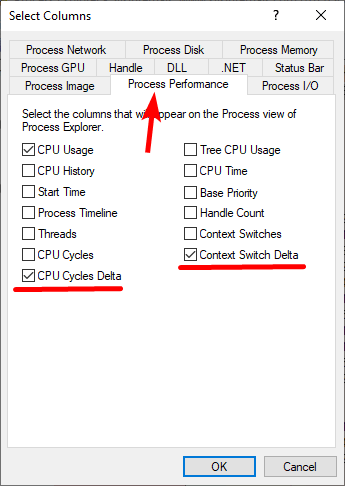 Select Columns
Process Network Process Disk Process Memory
Process GPU Handle DLL .NET Status Bar
Process Image Process Performance Process I/O
Select the columns that will appear on the Process view of
Process Explorer.
CPU Usage Tree CPU Usage
CPU History CPU Time
Start Time Base Priority
Process Timeline Handle Count
Threads Context Switches
CPU Cycles Context Switch Delta
CPU Cycles Delta
OK Cancel